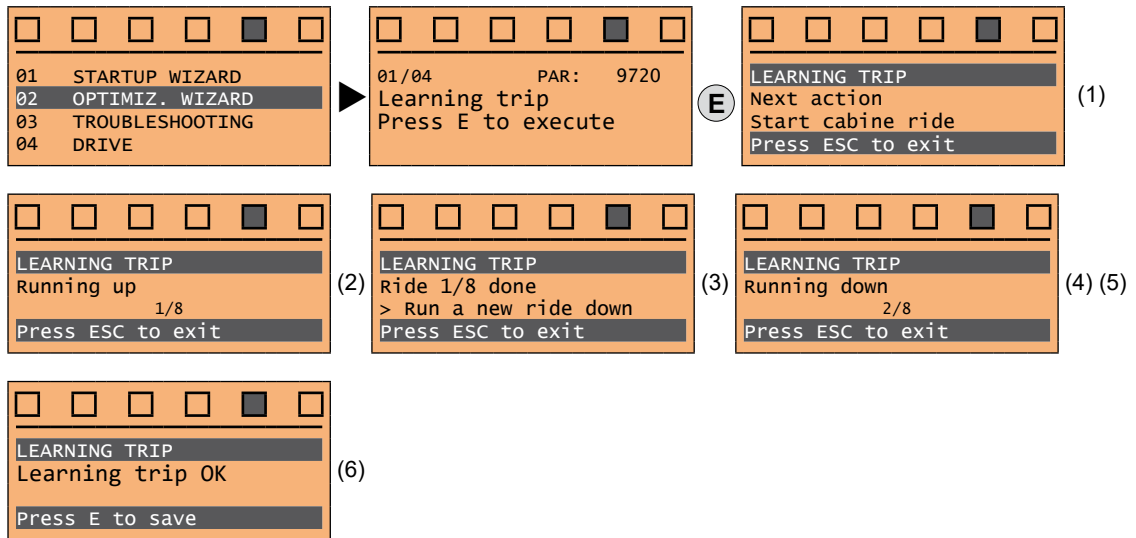 01 STARTUP WIZARD
02 OPTIMIZ. WIZARD
03 TROUBLESHOOTING
04 DRIVE
01/04 PAR: 9720
Learning trip
Press E to execute
E
LEARNING TRIP
Next action
Start cabine ride
Press ESC to exit
(1)
LEARNING TRIP
Running up
1/8
Press ESC to exit
(2)
LEARNING TRIP
Ride 1/8 done
> Run a new ride down
Press ESC to exit
(3)
LEARNING TRIP
Running down
2/8
Press ESC to exit
(4) (5)
LEARNING TRIP
Learning trip OK
Press E to save
(6)